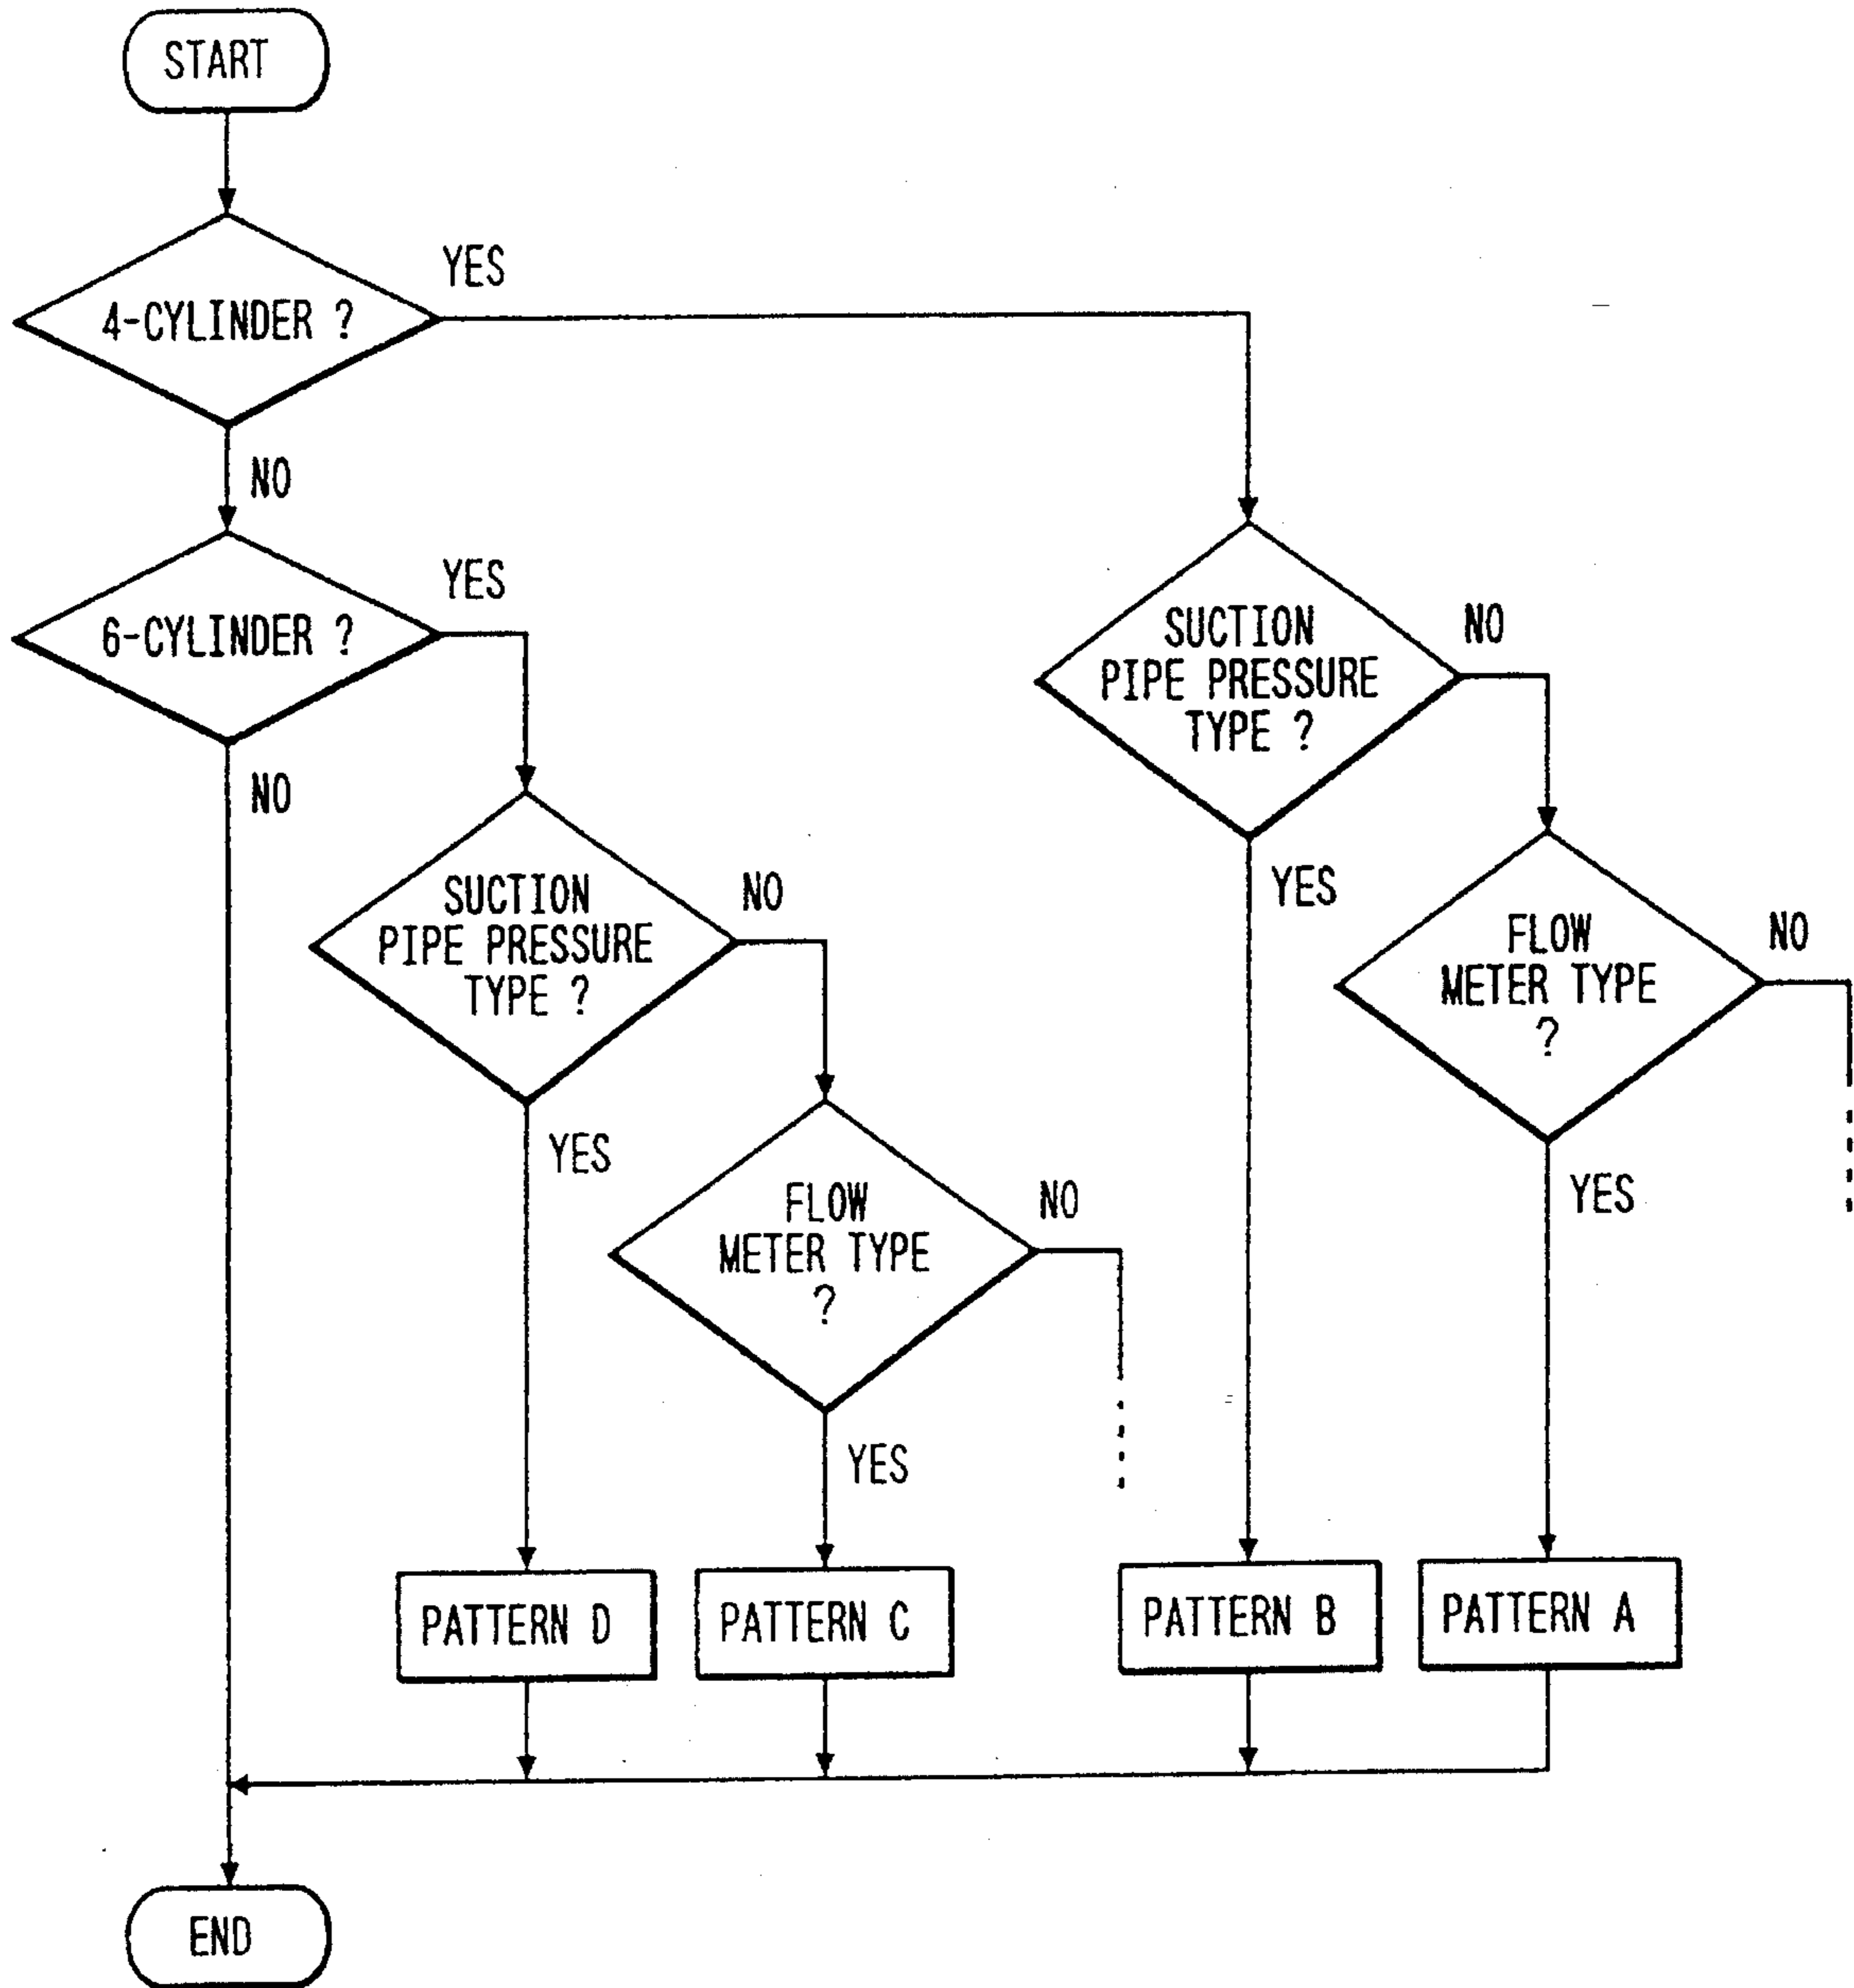 START
4-CYLINDER ?
YES
NO
6-CYLINDER ?
YES
NO
SUCTION
PIPE PRESSURE
TYPE ?
NO
YES
FLOW
METER TYPE
?
NO
YES
SUCTION
PIPE PRESSURE
TYPE ?
NO
YES
FLOW
METER TYPE
?
NO
YES
PATTERN D
PATTERN C
PATTERN B
PATTERN A
END